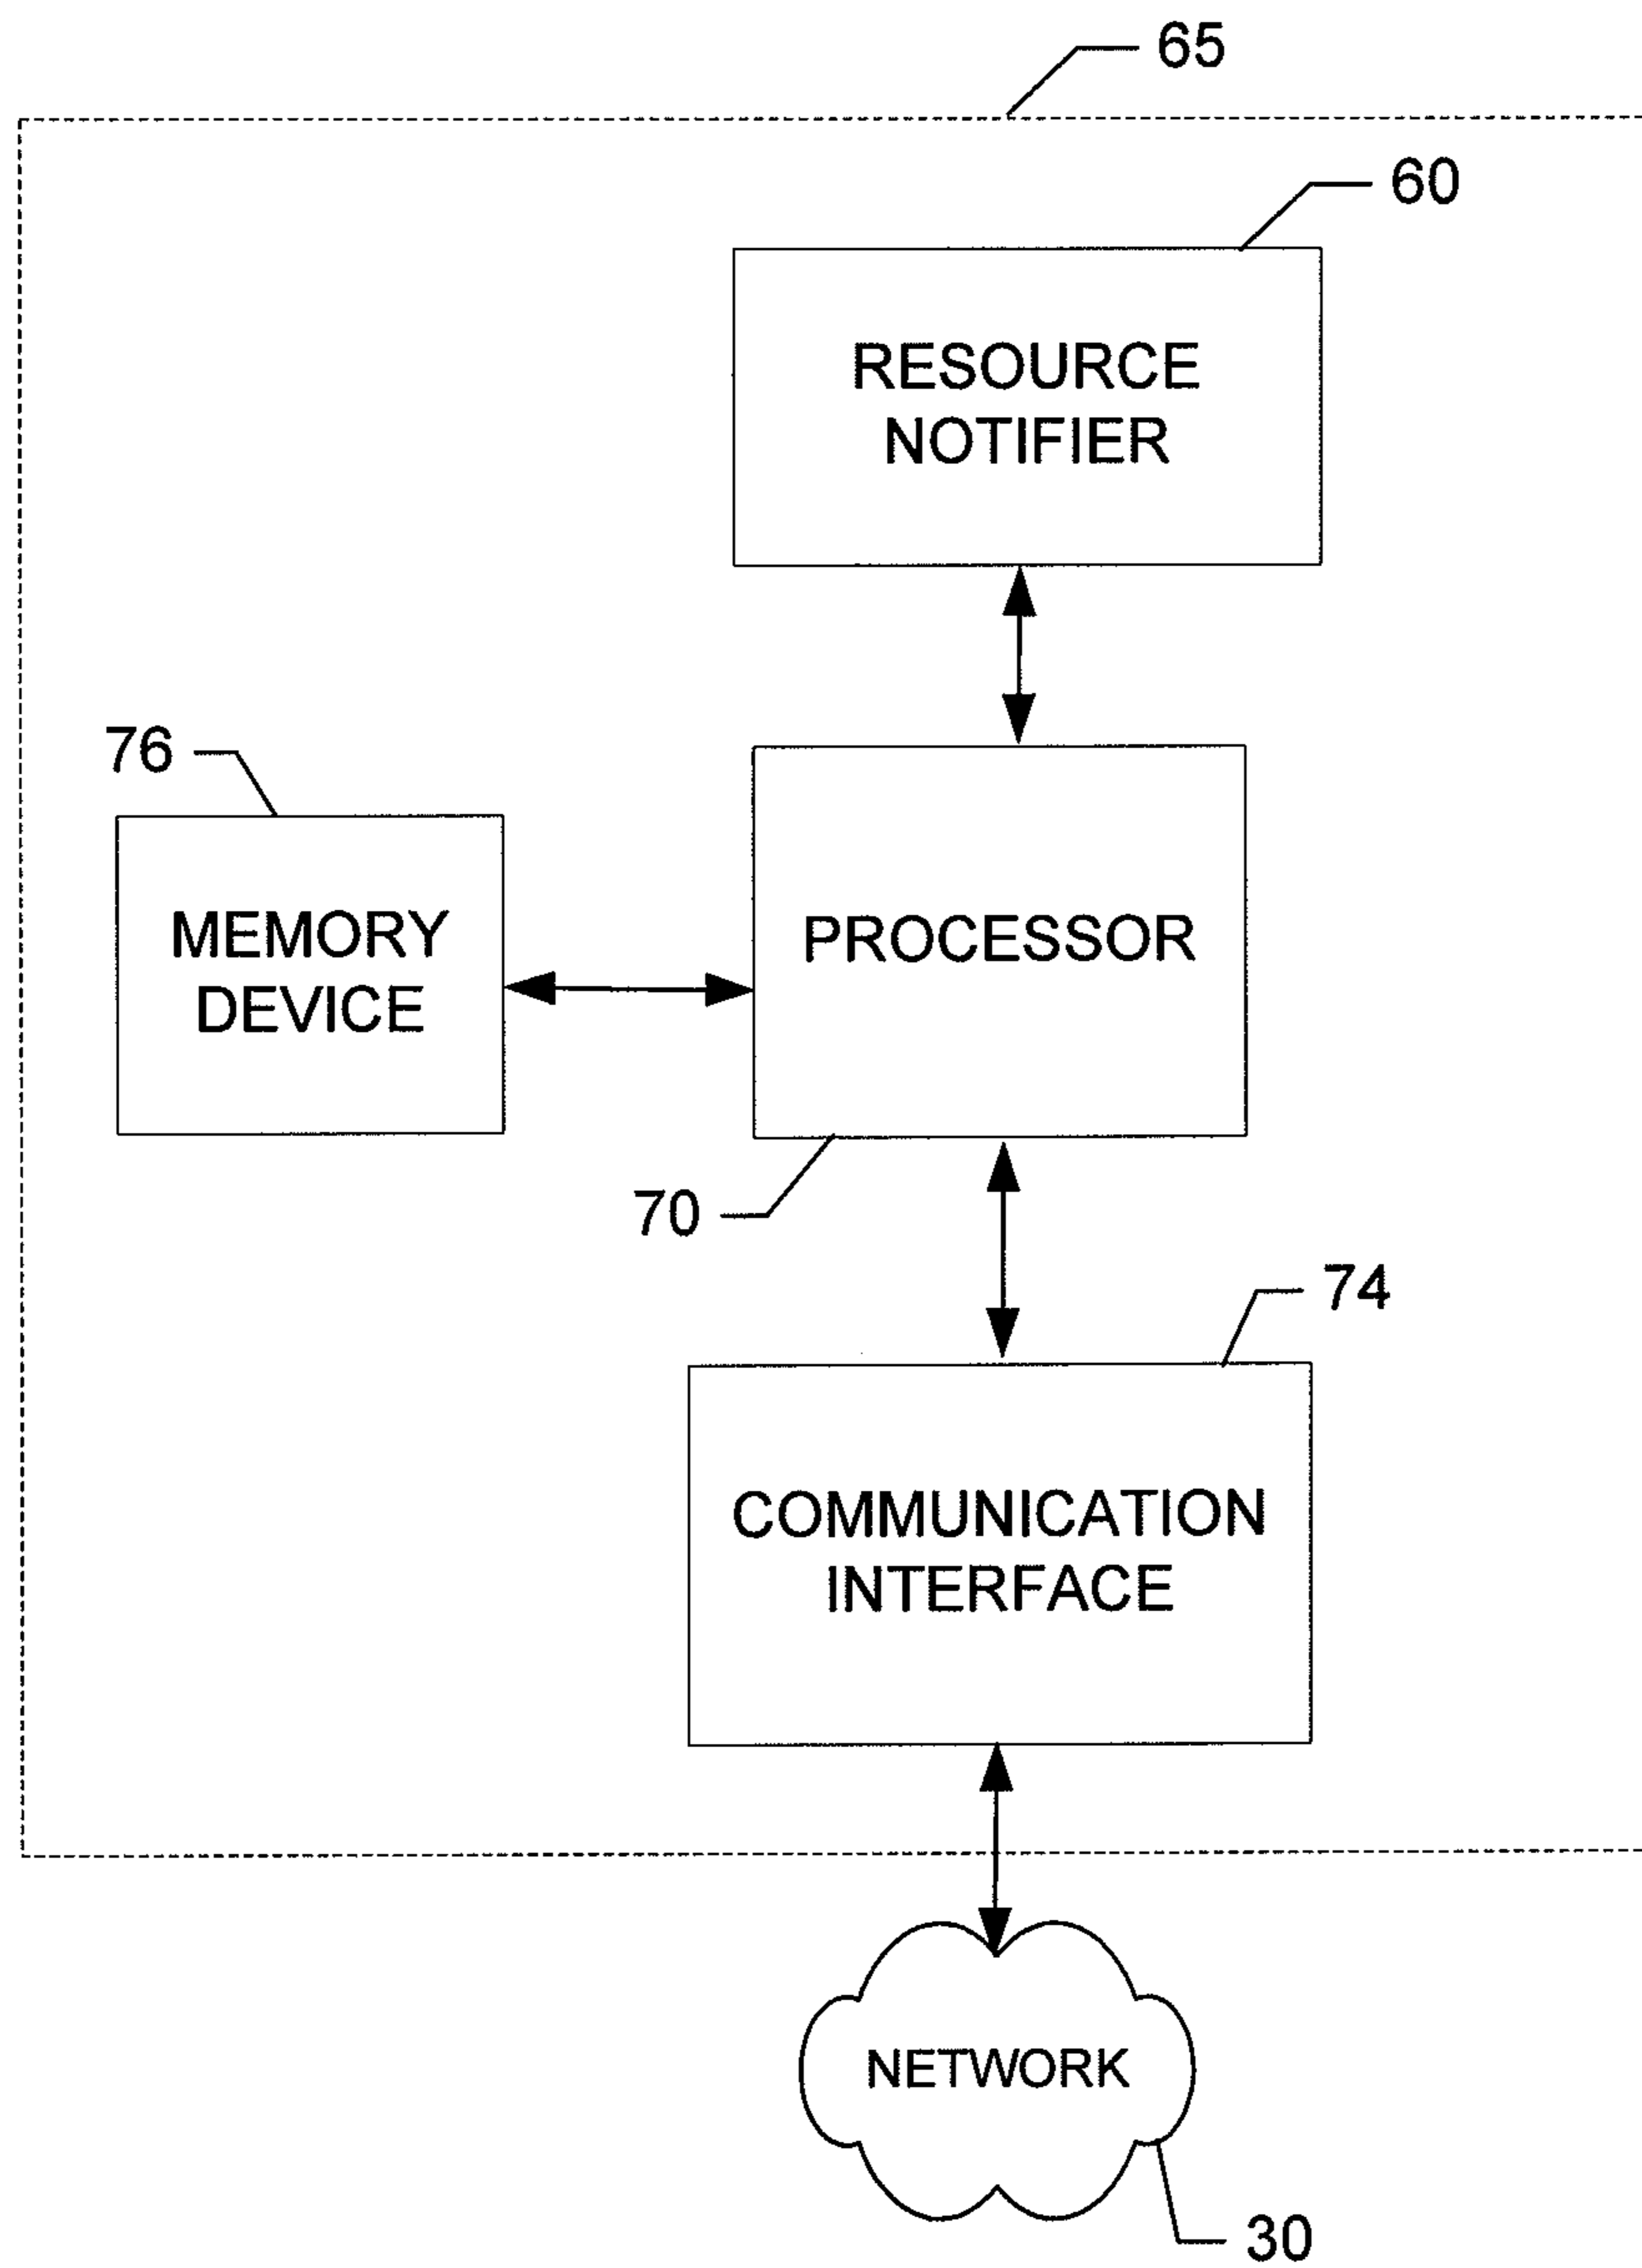 65
60
RESOURCE
NOTIFIER
76
MEMORY
DEVICE
PROCESSOR
70
74
COMMUNICATION
INTERFACE
NETWORK
30